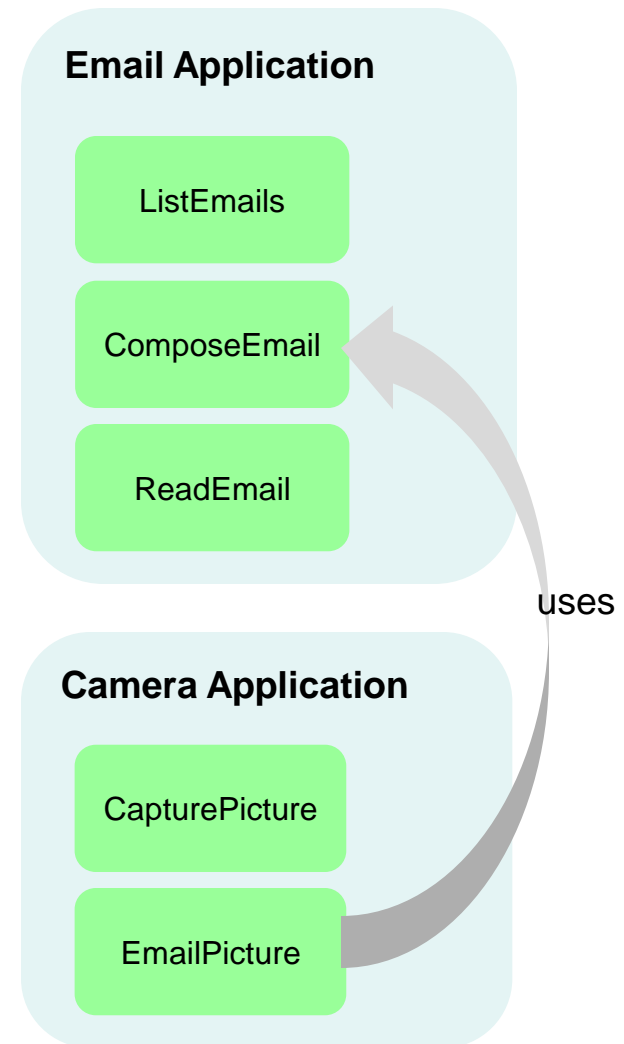 Email Application
ListEmails
ComposeEmail
ReadEmail
uses
Camera Application
CapturePicture
EmailPicture